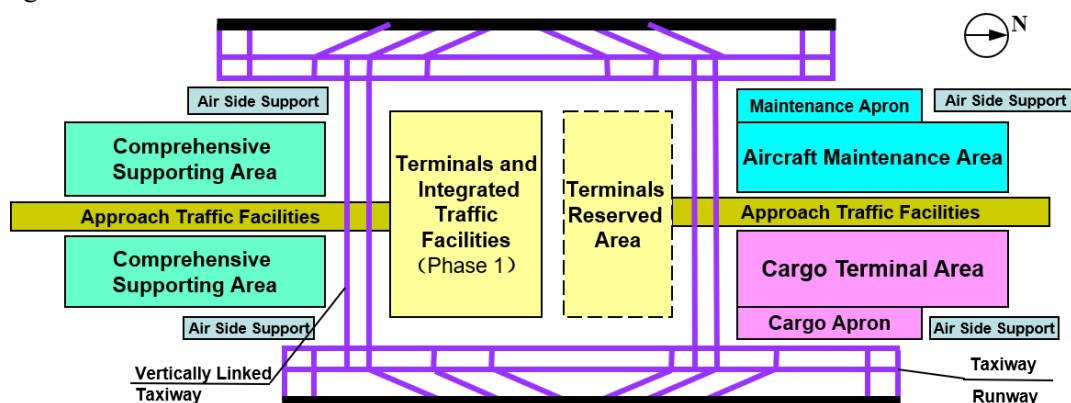 N
Air Side Support
Maintenance Apron
Air Side Support
Comprehensive
Supporting Area
Terminals and
Integrated
Traffic
Facilities
（Phase 1）
Terminals
Reserved
Area
Aircraft Maintenance Area
Approach Traffic Facilities
Approach Traffic Facilities
Comprehensive
Supporting Area
Cargo Terminal Area
Air Side Support
Cargo Apron
Air Side Support
Vertically Linked
Taxiway
Taxiway
Runway